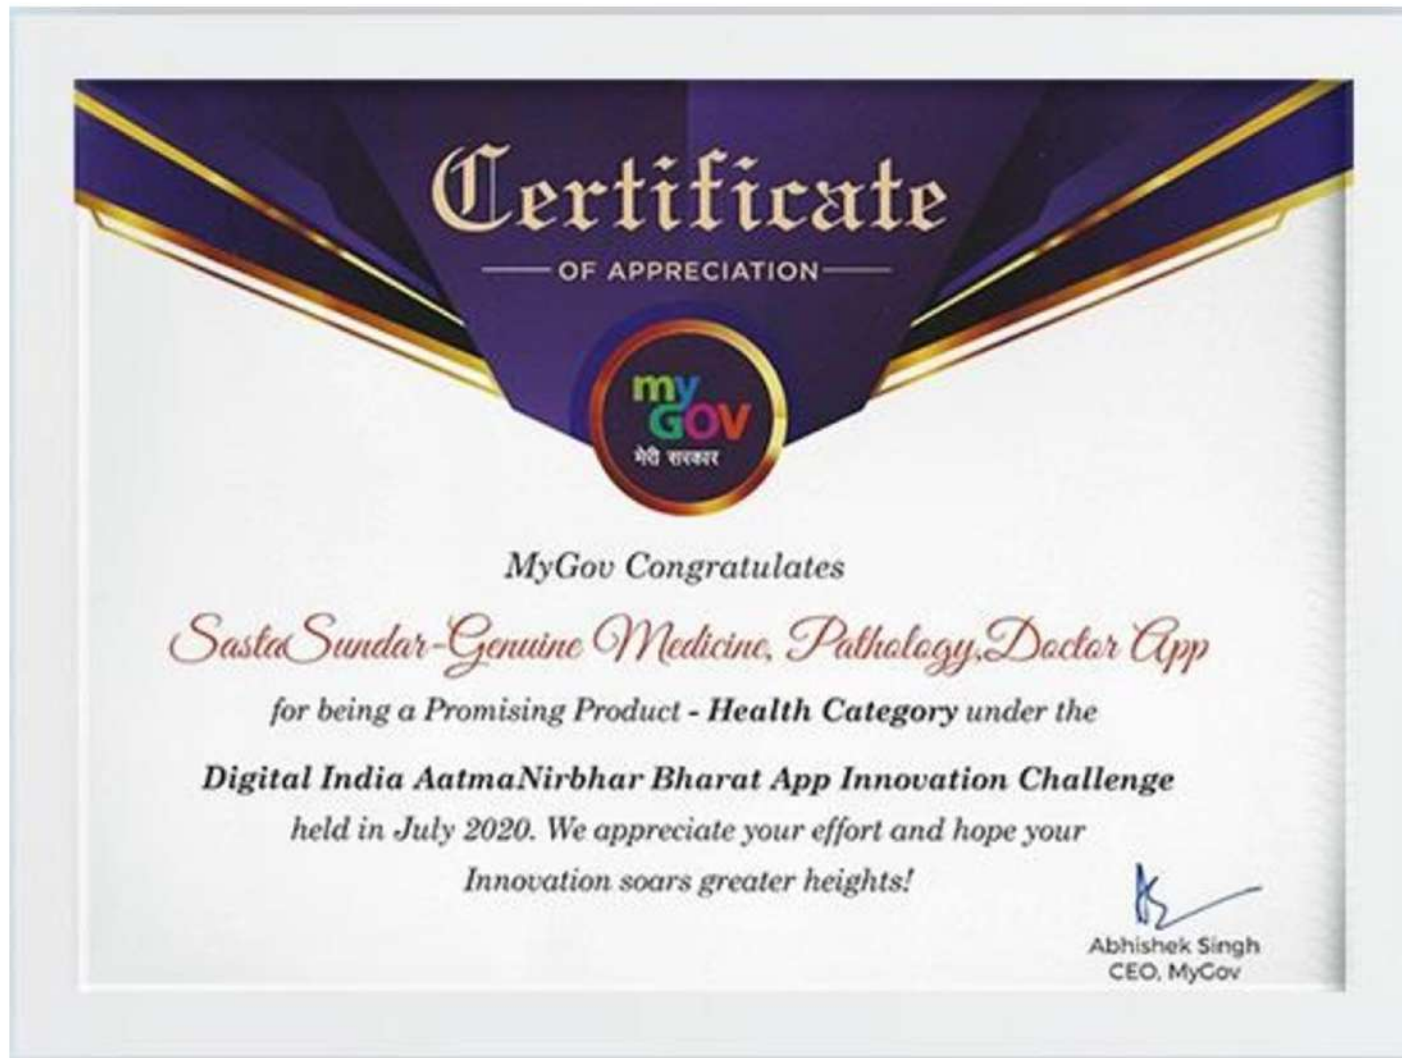 Certificate
OF APPRECIATION
my
GOV
मेरी सरकार
MyGov Congratulates
SastaSundar-Genuine Medicine, Pathology,Doctor App
for being a Promising Product - Health Category under the
Digital India AatmaNirbhar Bharat App Innovation Challenge
held in July 2020. We appreciate your effort and hope your
Innovation soars greater heights!
Abhishek Singh
CEO, MyGov